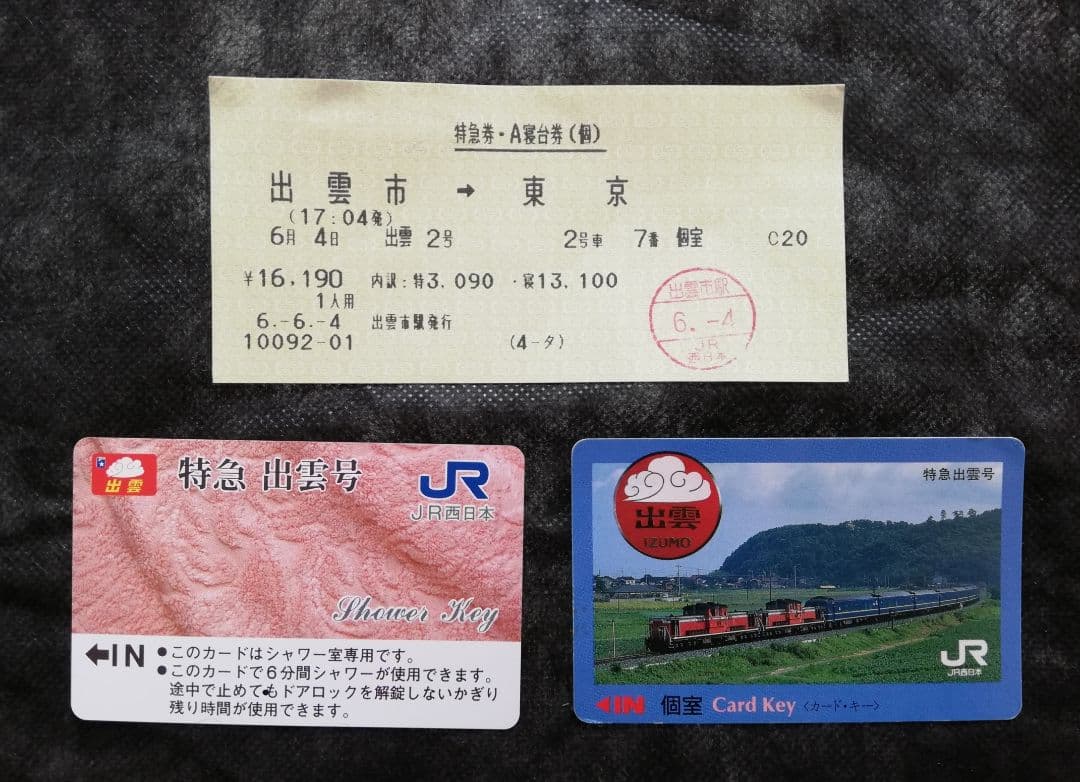 特急券・A寝台券(個)
出雲市 → 東京
(17:04発)
6月 4日 出雲 2号 2号車 7番 個室 C20
¥16,190 内訳:特3,090 ・寝13,100
1人用
6.-6.-4 出雲市駅発行
10092-01 (4-タ)
出雲市駅
6.-4
JR
西日本
出雲
特急 出雲号
JR
JR西日本
Shower Key
IN
●このカードはシャワー室専用です。
●このカードで6分間シャワーが使用できます。
途中で止めてもドアロックを解錠しないかぎり
残り時間が使用できます。
特急出雲号
出雲
IZUMO
JR
JR西日本
IN 個室 Card Key 〈カード・キー〉